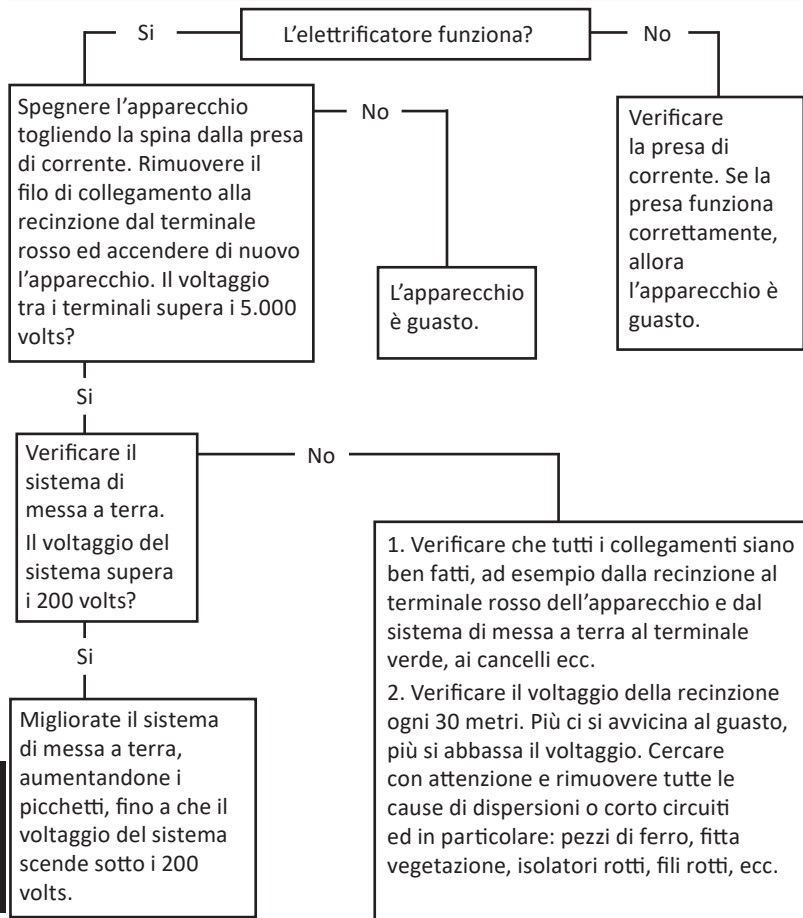 L'elettrificatore funziona?
Si
No
Spegnere l'apparecchio
togliendo la spina dalla presa
di corrente. Rimuovere il
filo di collegamento alla
recinzione dal terminale
rosso ed accendere di nuovo
l'apparecchio. Il voltaggio
tra i terminali supera i 5.000
volts?
No
L'apparecchio
è guasto.
Verificare
la presa di
corrente. Se la
presa funziona
correttamente,
allora
l'apparecchio è
guasto.
Si
Verificare il
sistema di
messa a terra.
Il voltaggio del
sistema supera
i 200 volts?
No
Si
Migliorate il sistema
di messa a terra,
aumentandone i
picchetti, fino a che il
voltaggio del sistema
scende sotto i 200
volts.
1. Verificare che tutti i collegamenti siano
ben fatti, ad esempio dalla recinzione al
terminale rosso dell'apparecchio e dal
sistema di messa a terra al terminale
verde, ai cancelli ecc.
2. Verificare il voltaggio della recinzione
ogni 30 metri. Più ci si avvicina al guasto,
più si abbassa il voltaggio. Cercare
con attenzione e rimuovere tutte le
cause di dispersioni o corto circuiti
ed in particolare: pezzi di ferro, fitta
vegetazione, isolatori rotti, fili rotti, ecc.